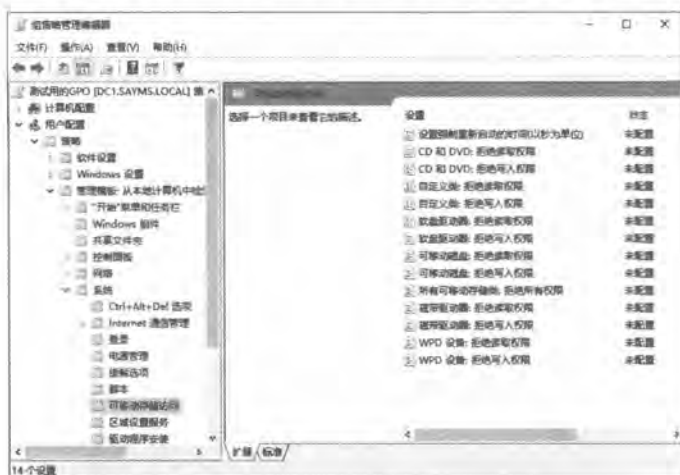 组策略管理编辑器
文件(F) 操作(A) 查看(V) 帮助(H)
测试用的GPO [DC1.SAYMS.LOCAL] 策
计算机配置
用户配置
策略
软件设置
Windows 设置
管理模板: 从本地计算机中检
"开始"菜单和任务栏
Windows 组件
共享文件夹
控制面板
网络
系统
Ctrl+Alt+Del 选项
Internet 通信管理
登录
电源管理
缓解选项
脚本
可移动存储访问
区域设置服务
驱动程序安装
选择一个项目来查看它的描述。
设置 状态
设置强制重新启动的时间(以秒为单位) 未配置
CD 和 DVD: 拒绝读取权限 未配置
CD 和 DVD: 拒绝写入权限 未配置
自定义类: 拒绝读取权限 未配置
自定义类: 拒绝写入权限 未配置
软盘驱动器: 拒绝读取权限 未配置
软盘驱动器: 拒绝写入权限 未配置
可移动磁盘: 拒绝读取权限 未配置
可移动磁盘: 拒绝写入权限 未配置
所有可移动存储类: 拒绝所有权限 未配置
磁带驱动器: 拒绝读取权限 未配置
磁带驱动器: 拒绝写入权限 未配置
WPD 设备: 拒绝读取权限 未配置
WPD 设备: 拒绝写入权限 未配置
扩展 标准
14 个设置